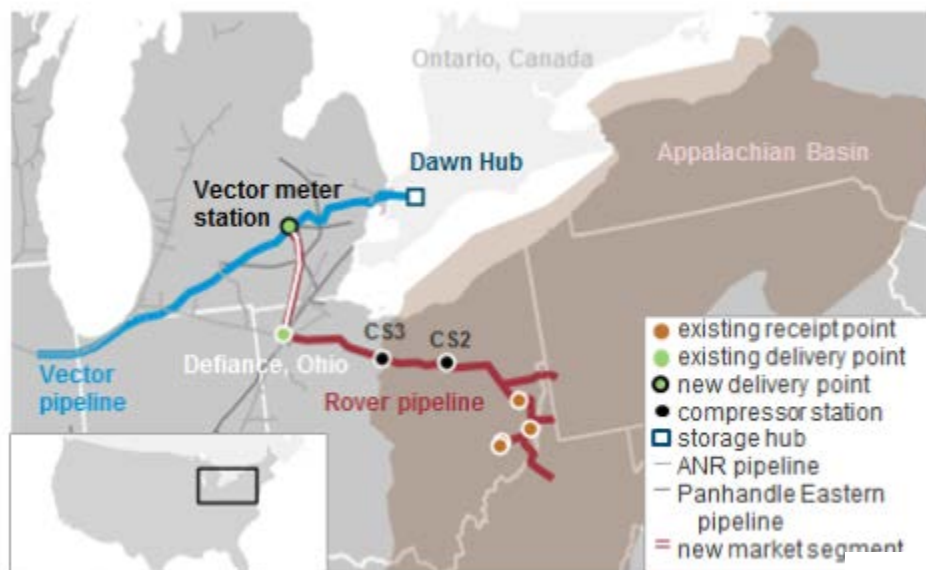 Ontario, Canada
Dawn Hub
Appalachian Basin
Vector meter
station
CS3
CS2
Defiance, Ohio
Vector
pipeline
Rover pipeline
existing receipt point
existing delivery point
new delivery point
compressor station
storage hub
ANR pipeline
Panhandle Eastern
pipeline
new market segment